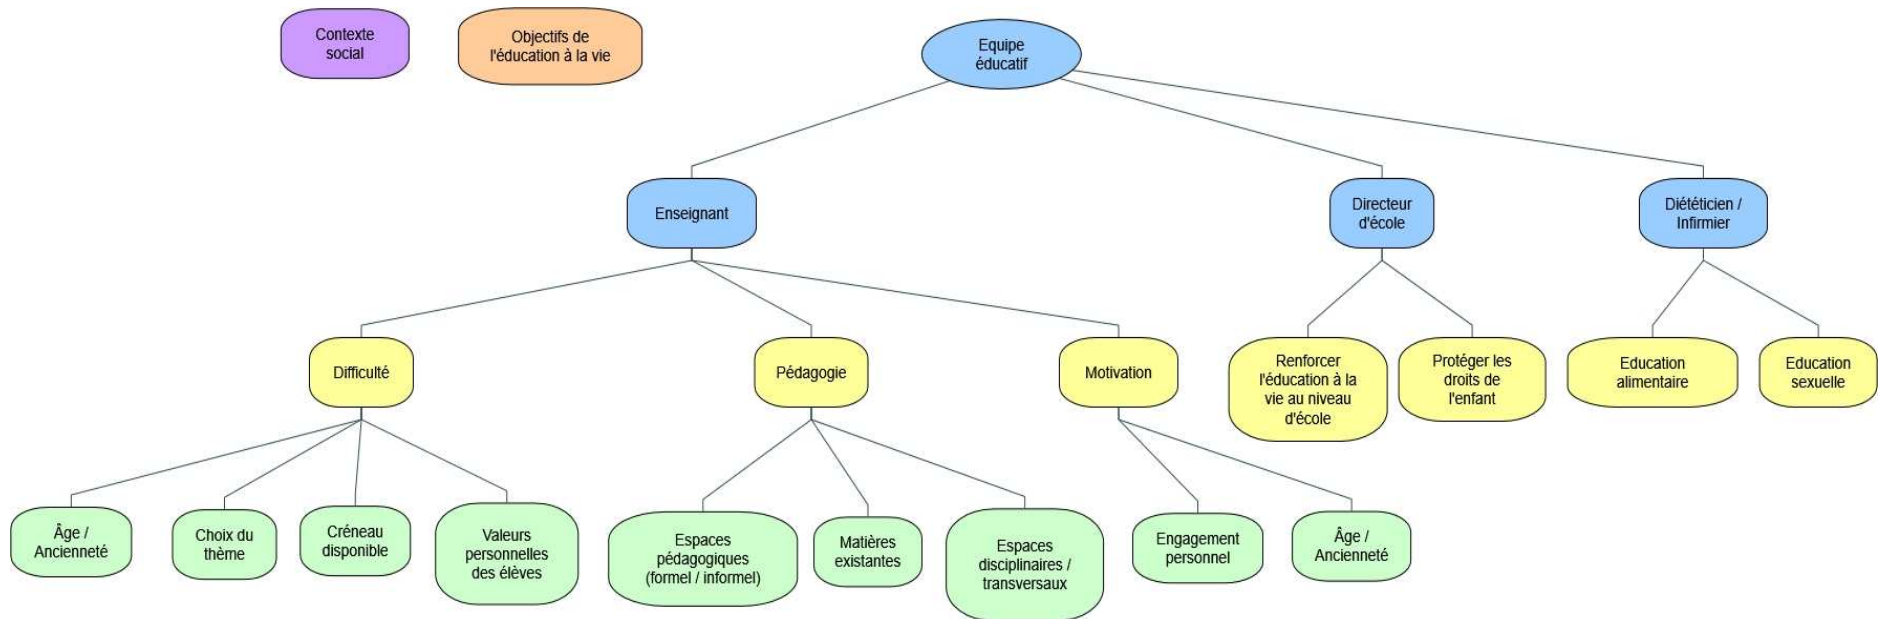 Contexte
social
Objectifs de
l'éducation à la vie
Equipe
éducatif
Enseignant
Directeur
d'école
Diététicien /
Infirmier
Difficulté
Pédagogie
Motivation
Renforcer
l'éducation à la
vie au niveau
d'école
Protéger les
droits de
l'enfant
Education
alimentaire
Education
sexuelle
Âge /
Ancienneté
Choix du
thème
Créneau
disponible
Valeurs
personnelles
des élèves
Espaces
pédagogiques
(formel / informel)
Matières
existantes
Espaces
disciplinaires /
transversaux
Engagement
personnel
Âge /
Ancienneté